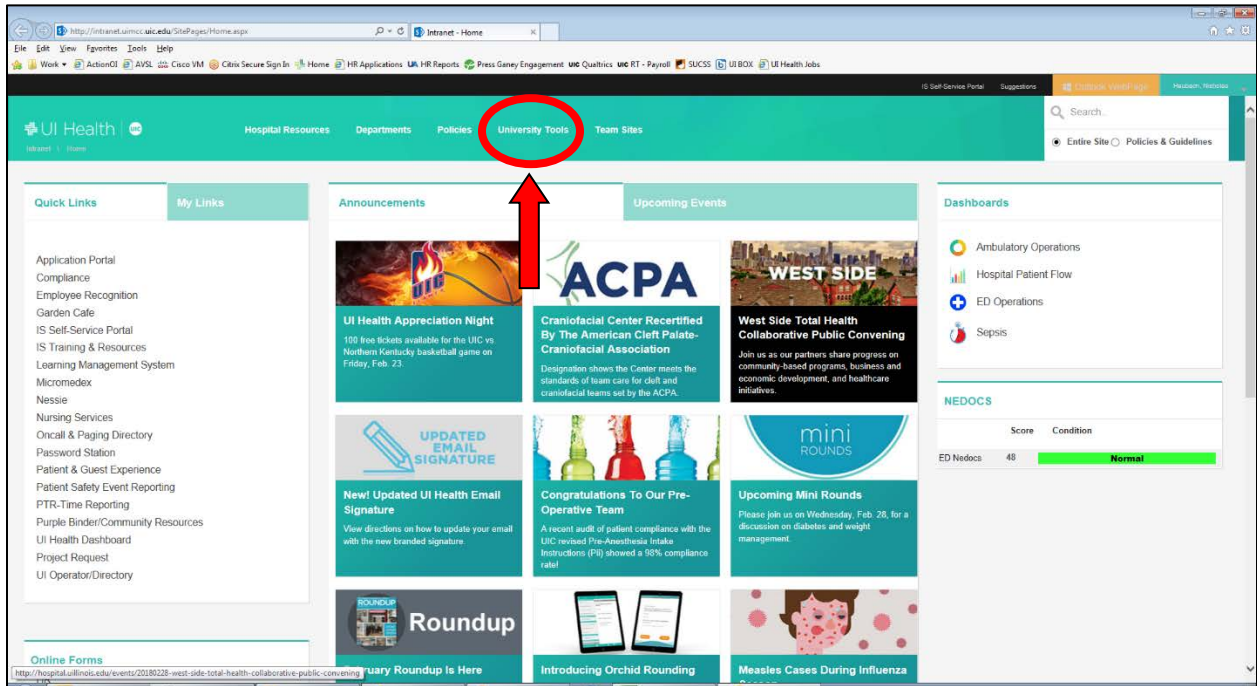 http://intranet.uimcc.uic.edu/SitePages/Home.aspx
Intranet - Home
File Edit View Favorites Tools Help
Work ActionOI AVSL Cisco VM Citrix Secure Sign In Home HR Applications HR Reports Press Ganey Engagement UIC Qualtrics UIC RT - Payroll SUCSS UI BOX UI Health Jobs
IS Self-Service Portal Suggestions Outlook WebPage
UI Health UIC
Intranet \ Home
Hospital Resources Departments Policies University Tools Team Sites
Search...
Entire Site Policies & Guidelines
Quick Links My Links
Application Portal
Compliance
Employee Recognition
Garden Cafe
IS Self-Service Portal
IS Training & Resources
Learning Management System
Micromedex
Nessie
Nursing Services
Oncall & Paging Directory
Password Station
Patient & Guest Experience
Patient Safety Event Reporting
PTR-Time Reporting
Purple Binder/Community Resources
UI Health Dashboard
Project Request
UI Operator/Directory
Online Forms
Announcements Upcoming Events
UIC
UI Health Appreciation Night
100 free tickets available for the UIC vs.
Northern Kentucky basketball game on
Friday, Feb. 23.
ACPA
Craniofacial Center Recertified
By The American Cleft Palate-
Craniofacial Association
Designation shows the Center meets the
standards of team care for cleft and
craniofacial teams set by the ACPA.
WEST SIDE
West Side Total Health
Collaborative Public Convening
Join us as our partners share progress on
community-based programs, business and
economic development, and healthcare
initiatives.
UPDATED
EMAIL
SIGNATURE
New! Updated UI Health Email
Signature
View directions on how to update your email
with the new branded signature.
Congratulations To Our Pre-
Operative Team
A recent audit of patient compliance with the
UIC revised Pre-Anesthesia Intake
Instructions (PII) showed a 98% compliance
rate!
mini
ROUNDS
Upcoming Mini Rounds
Please join us on Wednesday, Feb. 28, for a
discussion on diabetes and weight
management.
ROUNDUP
Roundup
Roundup Is Here
Introducing Orchid Rounding
Measles Cases During Influenza
Dashboards
Ambulatory Operations
Hospital Patient Flow
ED Operations
Sepsis
NEDOCS
Score Condition
ED Nedocs 48 Normal
http://hospital.uillinois.edu/events/20180228-west-side-total-health-collaborative-public-convening